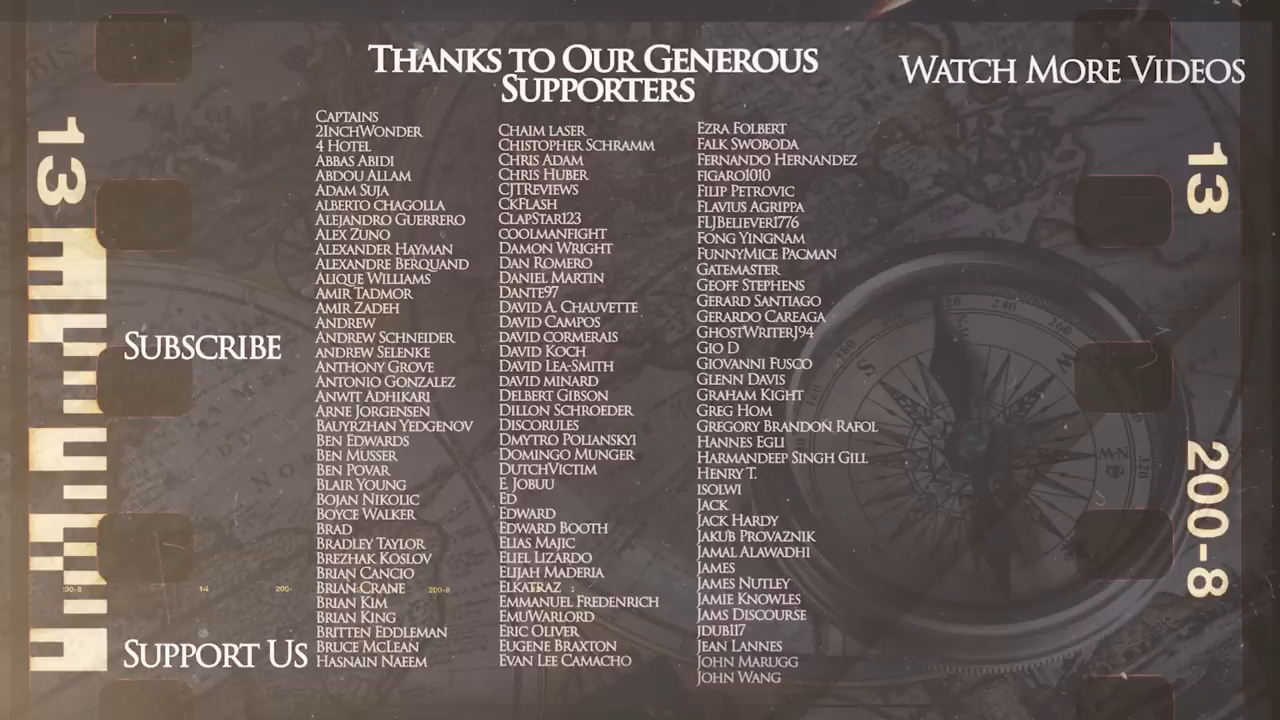 Thanks to Our Generous
Supporters
Watch More Videos
Subscribe
Support Us
Captains
2InchWonder
4 Hotel
Abbas Abidi
Abdou Allam
Adam Suja
Alberto Chagolla
Alejandro Guerrero
Alex Zuno
Alexander Hayman
Alexandre Berquand
Alique Williams
Amir Tadmor
Amir Zadeh
Andrew
Andrew Schneider
andrew Selenke
Anthony Grove
Antonio Gonzalez
Anwit Adhikari
Arne Jorgensen
Bauyrzhan Yedgenov
Ben Edwards
Ben Musser
Ben Povar
Blair Young
Bojan Nikolic
Boyce Walker
Brad
Bradley Taylor
Brezhak Koslov
Brian Cancio
Brian Crane
Brian Kim
Brian King
Britten Eddleman
Bruce McLean
Hasnain Naeem
Chaim Laser
Chistopher Schramm
Chris Adam
Chris Huber
CJTReviews
CkFlash
ClapStar123
coolmanfight
Damon Wright
Dan Romero
Daniel Martin
Dante97
David A. Chauvette
David Campos
David cormerais
David Koch
David Lea-Smith
david minard
Delbert Gibson
Dillon Schroeder
Discorules
Dmytro Polianskyi
Domingo Munger
DutchVictim
E. Jobuu
Ed
Edward
Edward Booth
Elias Majic
Eliel Lizardo
Elijah Maderia
Elkatraz
Emmanuel Fredenrich
EmuWarlord
Eric Oliver
Eugene Braxton
Evan Lee Camacho
Ezra Folbert
Falk Swoboda
Fernando Hernandez
figaro1010
Filip Petrovic
Flavius Agrippa
FLJBeliever1776
Fong Yingnam
FunnyMice Pacman
Gatemaster
Geoff Stephens
Gerard Santiago
Gerardo Careaga
GhostWriterJ94
Gio D
Giovanni Fusco
Glenn Davis
Graham Kight
Greg Hom
Gregory Brandon Rafol
Hannes Egli
Harmandeep Singh Gill
Henry T.
isolwi
Jack
Jack Hardy
Jakub Provaznik
Jamal Alawadhi
James
James Nutley
Jamie Knowles
Jams Discourse
jdub117
Jean Lannes
John Marugg
John Wang
13
13
200-8
200-8
14
200-
200-8